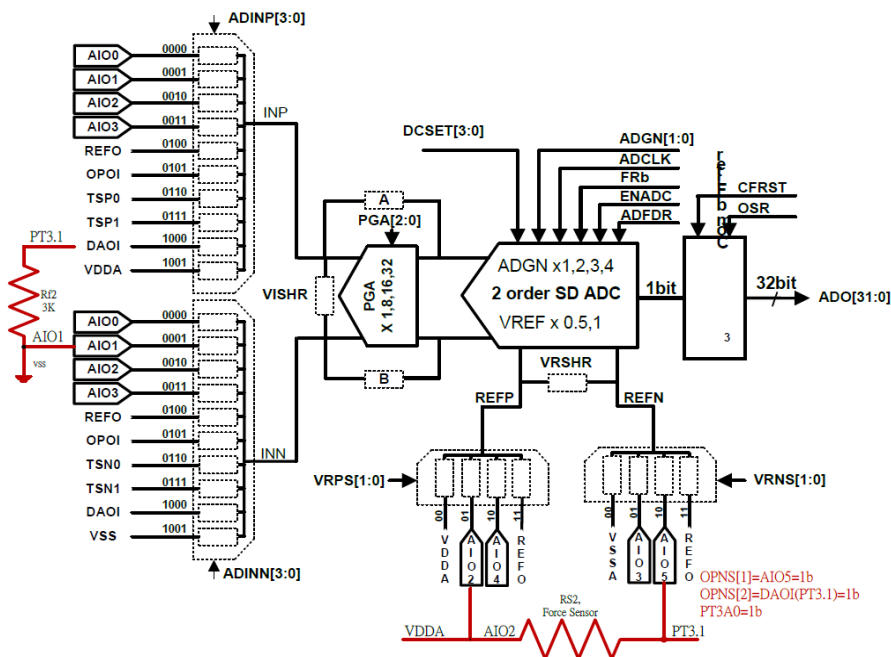 ADINP[3:0]
AIO0 0000
AIO1 0001
AIO2 0010
AIO3 0011
REFO 0100
OPOI 0101
TSP0 0110
TSP1 0111
DAOI 1000
VDDA 1001
INP
PT3.1
Rf2
3K
AIO1
VSS
AIO0 0000
AIO1 0001
AIO2 0010
AIO3 0011
REFO 0100
OPOI 0101
TSN0 0110
TSN1 0111
DAOI 1000
VSS 1001
INN
ADINN[3:0]
VISHR
A
PGA[2:0]
PGA
X 1,8,16,32
B
DCSET[3:0]
ADGN[1:0]
ADCLK
FRb
ENADC
ADFDR
ADGN x1,2,3,4
2 order SD ADC
VREF x 0.5,1
1bit
CFRST
OSR
3
32bit
ADO[31:0]
VRSHR
REFP
REFN
VRPS[1:0]
00 01 10 11
VDDA
AIO2
AIO4
REFO
VRNS[1:0]
00 01 10 11
VSSA
AIO3
AIO5
REFO
OPNS[1]=AIO5=1b
OPNS[2]=DAOI(PT3.1)=1b
PT3A0=1b
RS2,
Force Sensor
VDDA
AIO2
PT3.1